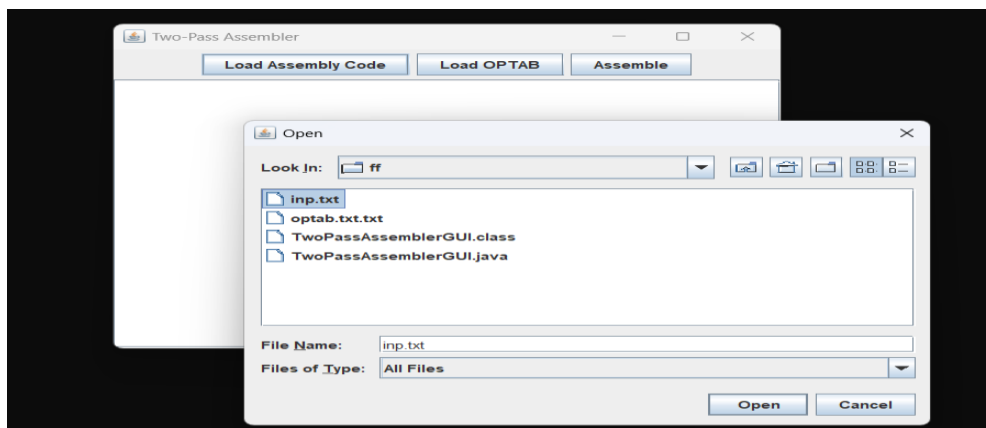 Two-Pass Assembler
Load Assembly Code Load OPTAB Assemble
Open
Look In: ff
inp.txt
optab.txt.txt
TwoPassAssemblerGUI.class
TwoPassAssemblerGUI.java
File Name: inp.txt
Files of Type: All Files
Open Cancel